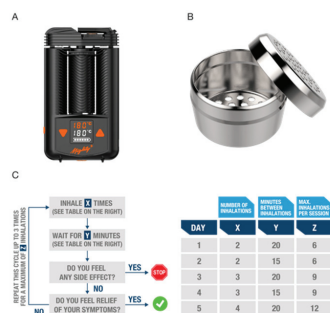 A
B
180°
180°C
Mighty
C
REPEAT THIS CYCLE UP TO 3 TIMES
FOR A MAXIMUM OF Z INHALATIONS
INHALE X TIMES
(SEE TABLE ON THE RIGHT)
WAIT FOR Y MINUTES
(SEE TABLE ON THE RIGHT)
DO YOU FEEL
ANY SIDE EFFECT?
YES
STOP
NO
DO YOU FEEL RELIEF
OF YOUR SYMPTOMS?
YES
NO
NUMBER OF INHALATIONS
MINUTES BETWEEN INHALATIONS
MAX. INHALATIONS PER SESSION
DAY X Y Z
1 2 20 6
2 2 15 6
3 3 20 9
4 3 15 9
5 4 20 12